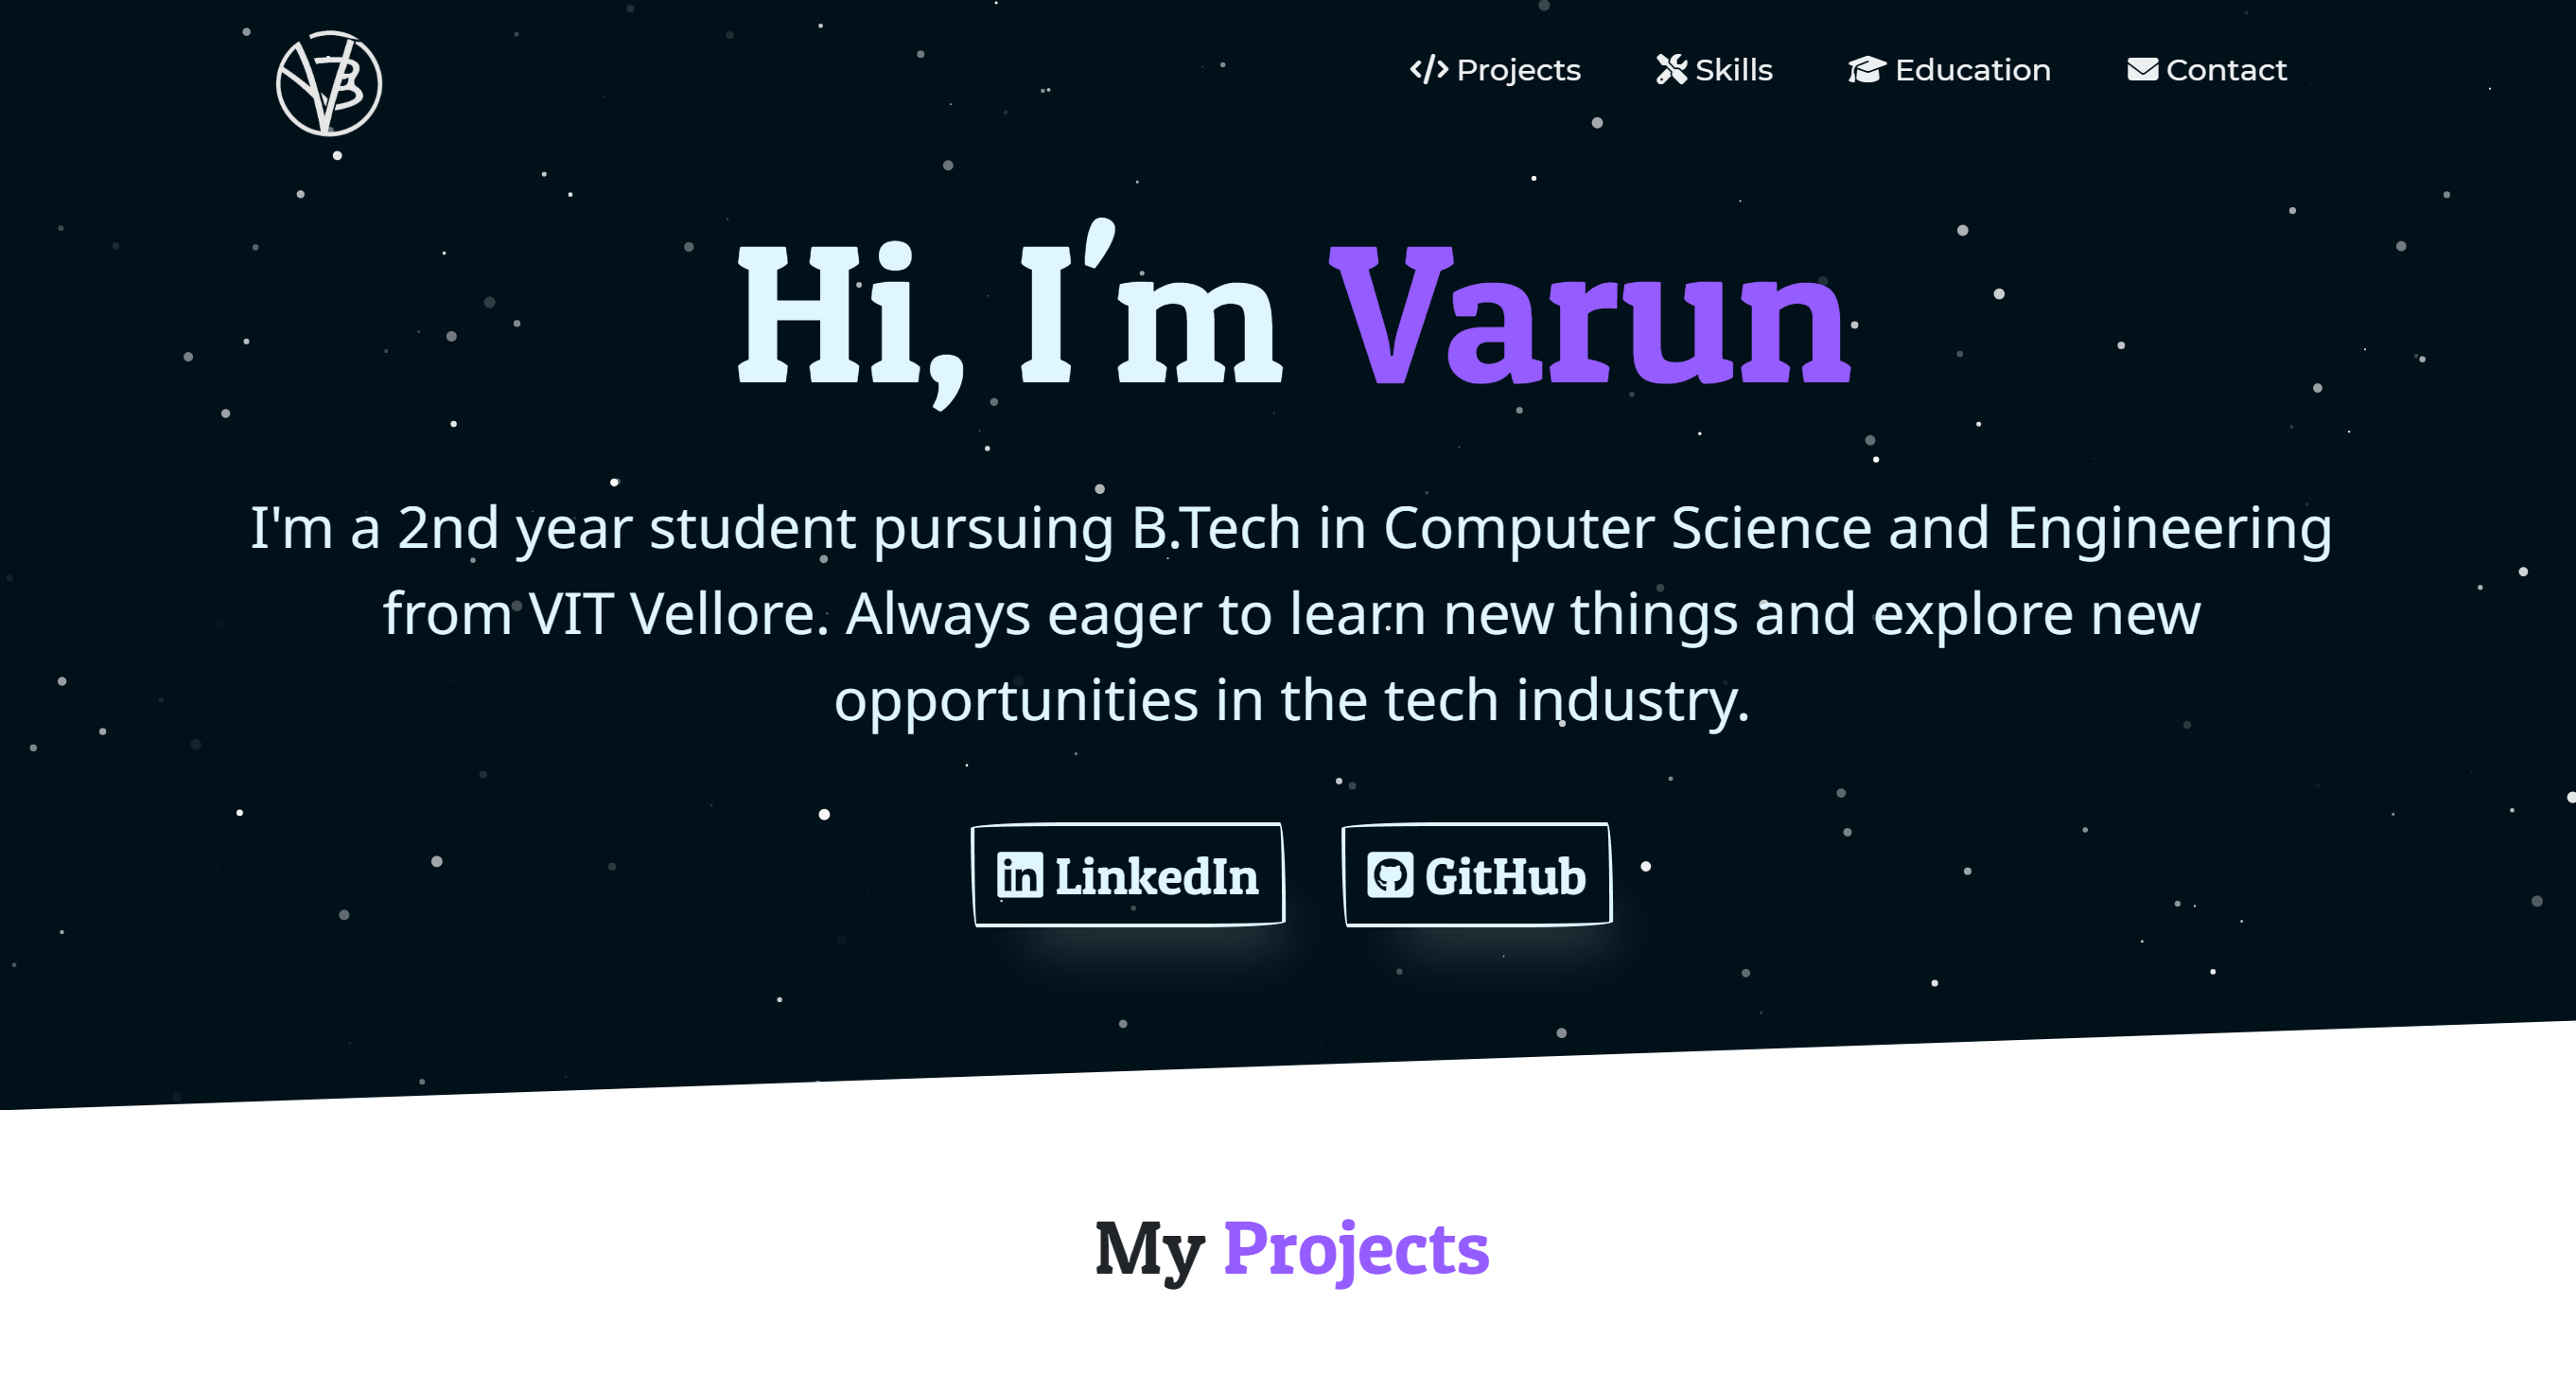 VB
Projects Skills Education Contact
Hi, I'm Varun
I'm a 2nd year student pursuing B.Tech in Computer Science and Engineering
from VIT Vellore. Always eager to learn new things and explore new
opportunities in the tech industry.
LinkedIn GitHub
My Projects